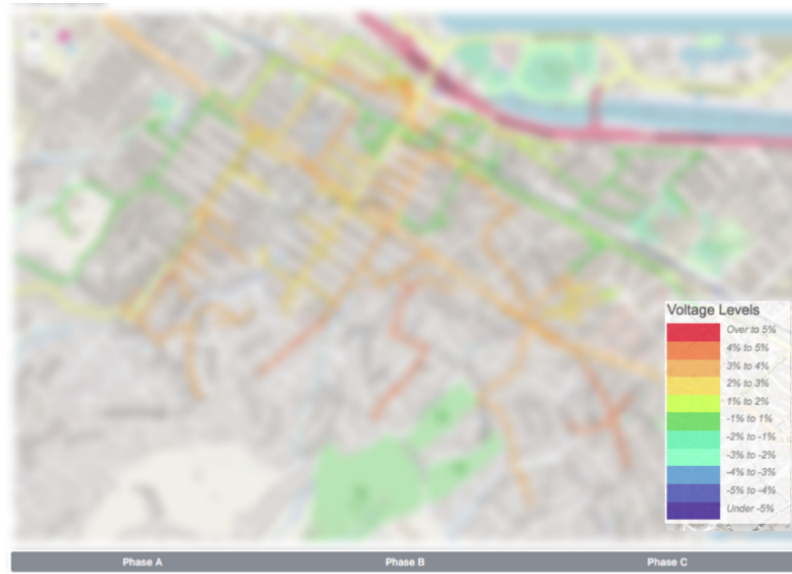 Voltage Levels
Over to 5%
4% to 5%
3% to 4%
2% to 3%
1% to 2%
-1% to 1%
-2% to -1%
-3% to -2%
-4% to -3%
-5% to -4%
Under -5%
Phase A Phase B Phase C